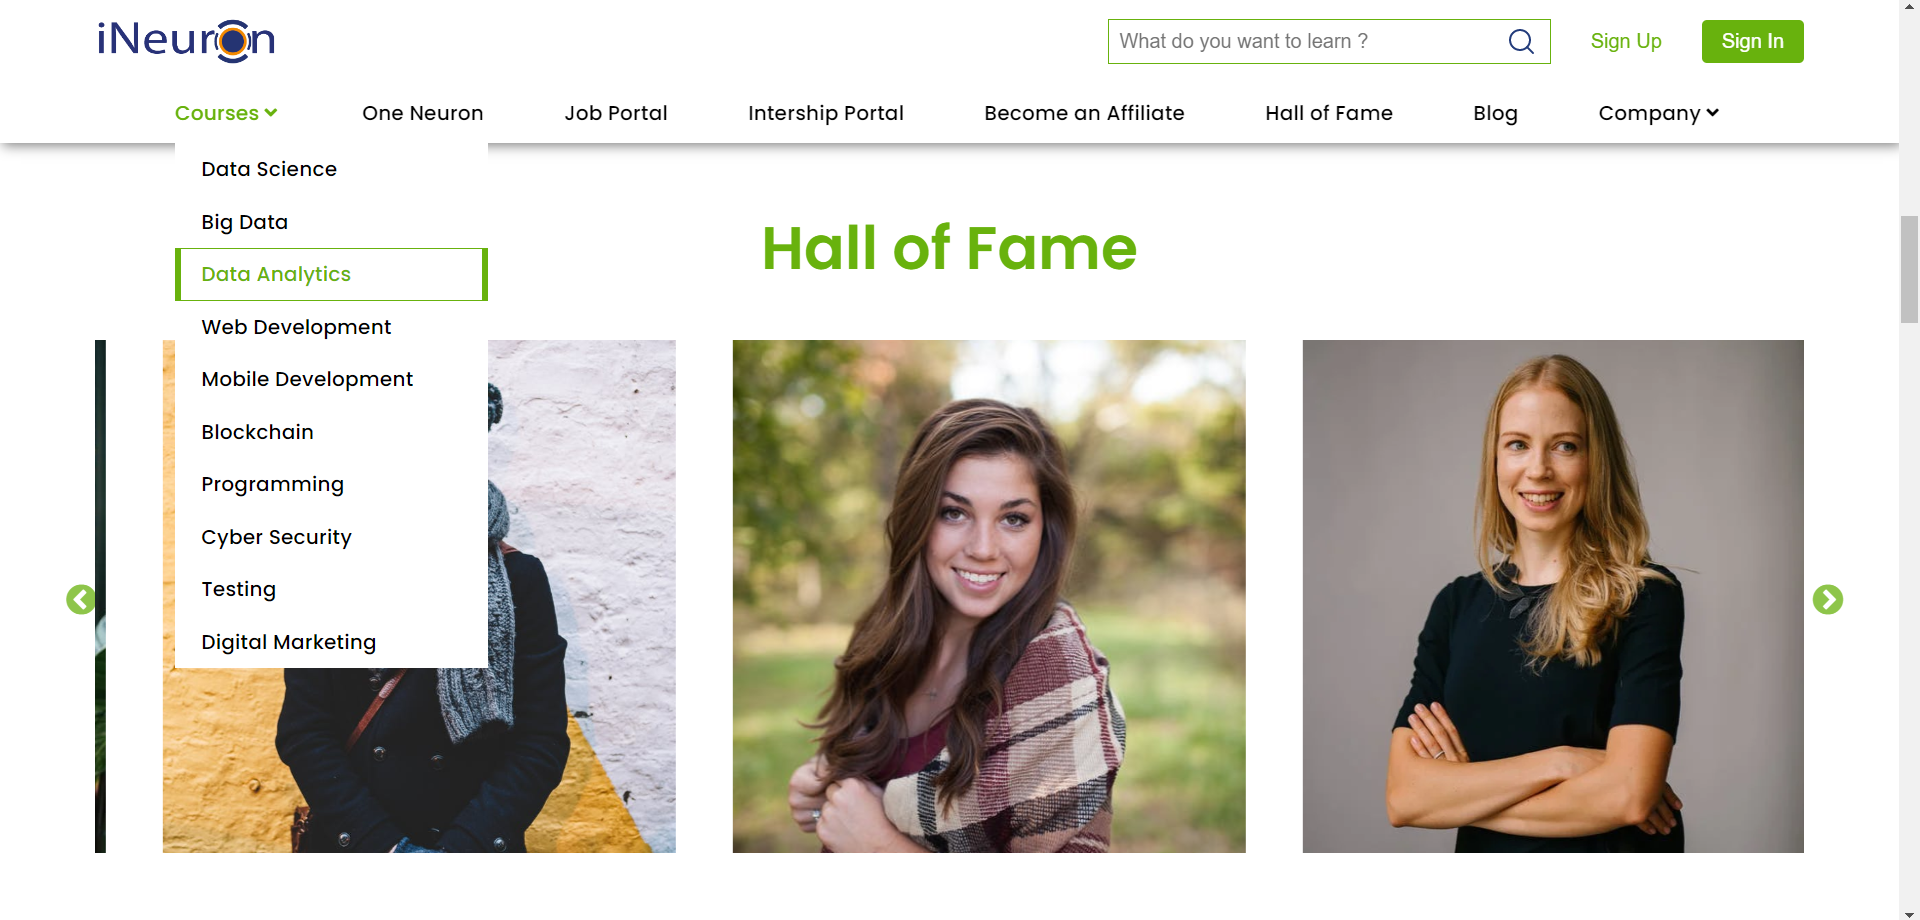 iNeuron
What do you want to learn ?
Sign Up
Sign In
Courses
One Neuron
Job Portal
Intership Portal
Become an Affiliate
Hall of Fame
Blog
Company
Data Science
Big Data
Data Analytics
Web Development
Mobile Development
Blockchain
Programming
Cyber Security
Testing
Digital Marketing
Hall of Fame